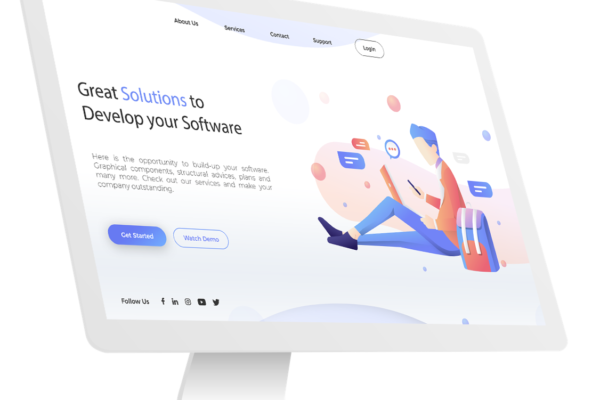 About Us
Services
Contact
Support
Login
Great Solutions to
Develop your Software
Here is the opportunity to build-up your software.
Graphical components, structural advices, plans and
many more. Check out our services and make your
company outstanding.
Get Started
Watch Demo
Follow Us